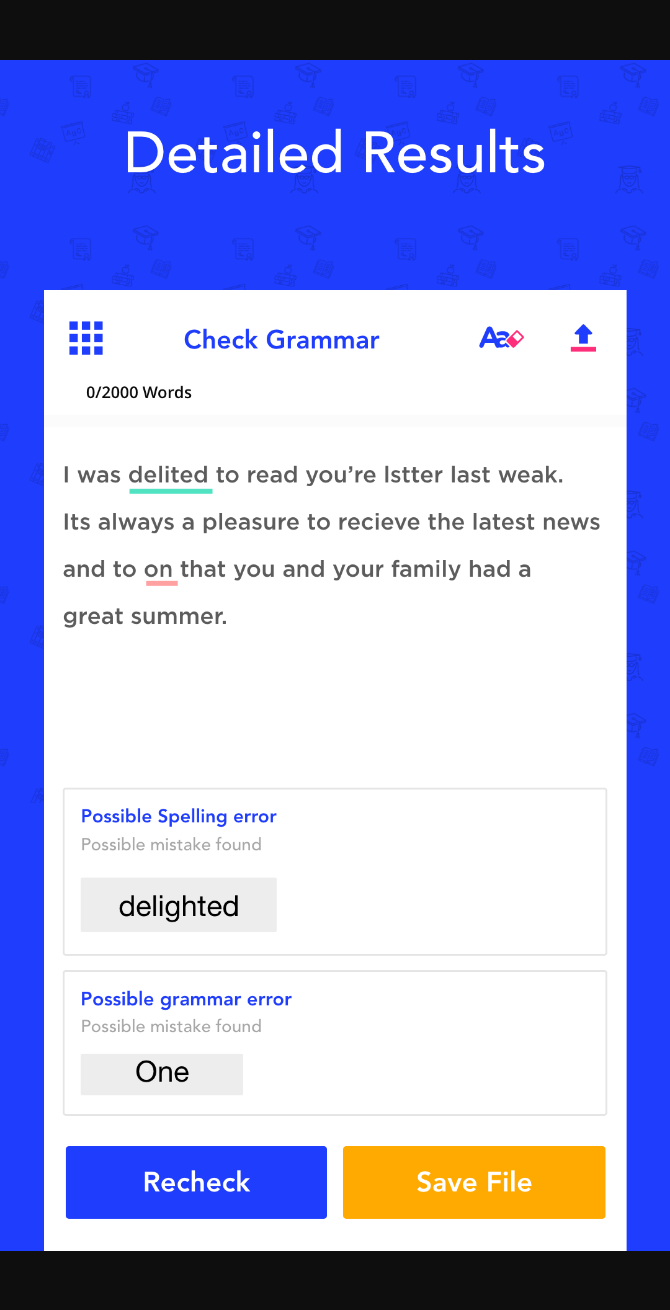 Detailed Results
Check Grammar
0/2000 Words
I was delited to read you’re lstter last weak.
Its always a pleasure to recieve the latest news
and to on that you and your family had a
great summer.
Possible Spelling error
Possible mistake found
delighted
Possible grammar error
Possible mistake found
One
Recheck
Save File